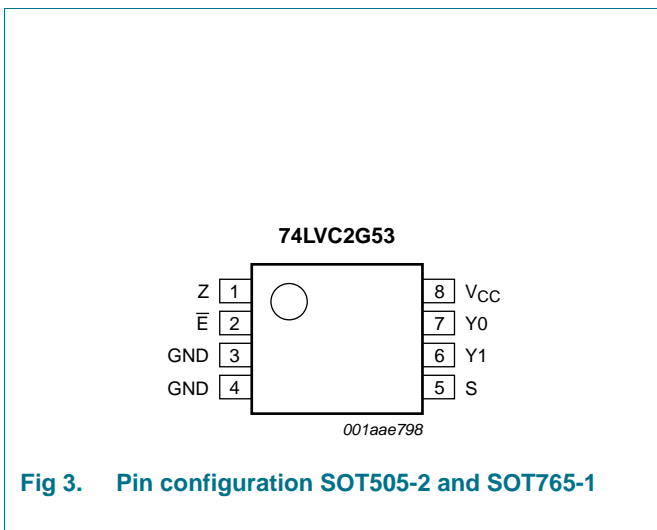 74LVC2G53
Z 1 8 VCC
E̅ 2 7 Y0
GND 3 6 Y1
GND 4 5 S
001aae798
Fig 3. Pin configuration SOT505-2 and SOT765-1